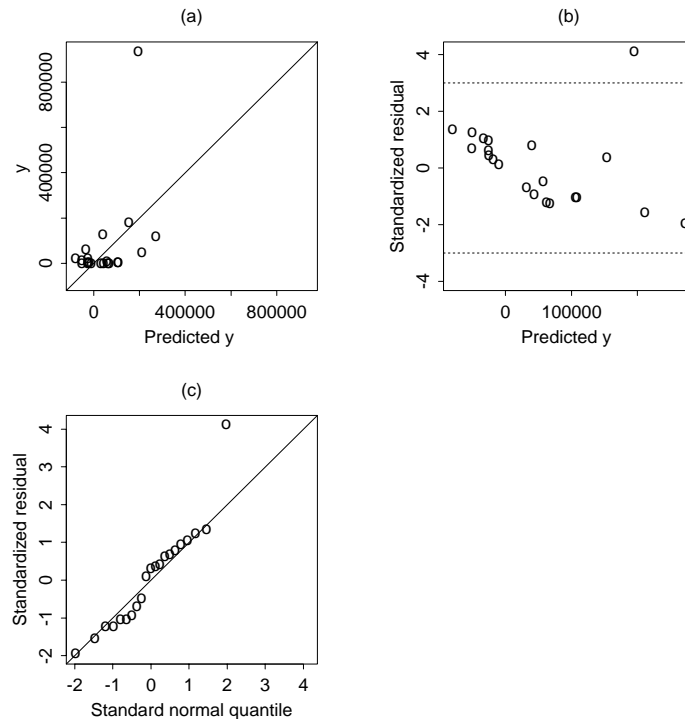 (a)
y
0 400000 800000
0 400000 800000
Predicted y
(b)
Standardized residual
-4 -2 0 2 4
0 100000
Predicted y
(c)
Standardized residual
-2 -1 0 1 2 3 4
-2 -1 0 1 2 3 4
Standard normal quantile